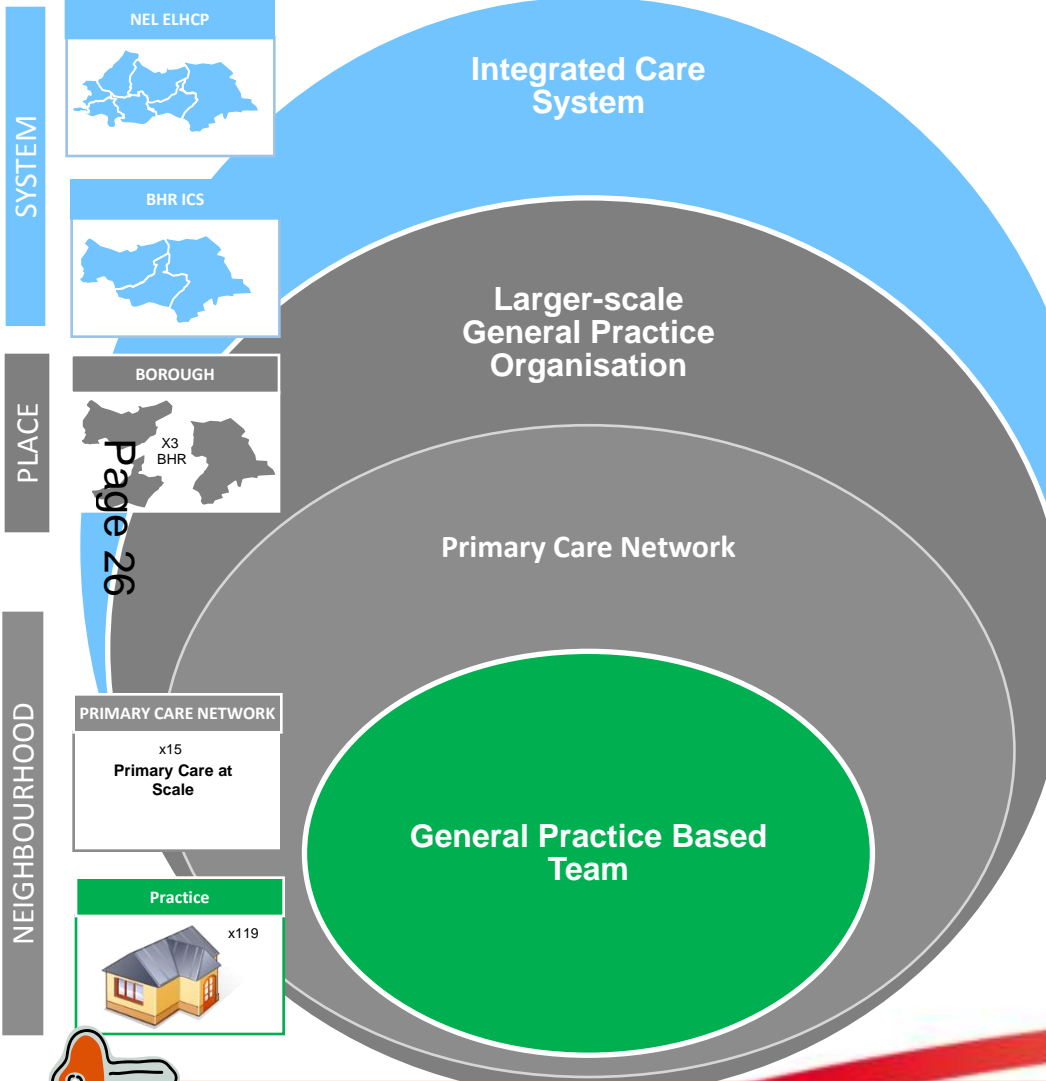 SYSTEM
NEL ELHCP
BHR ICS
Integrated Care
System
PLACE
BOROUGH
X3
BHR
Page 26
Larger-scale
General Practice
Organisation
NEIGHBOURHOOD
PRIMARY CARE NETWORK
x15
Primary Care at
Scale
Primary Care Network
Practice
x119
General Practice Based
Team